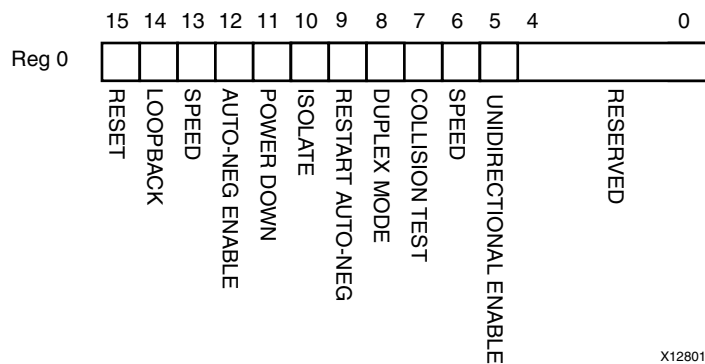 15 14 13 12 11 10 9 8 7 6 5 4 0
Reg 0
RESET
LOOPBACK
SPEED
AUTO-NEG ENABLE
POWER DOWN
ISOLATE
RESTART AUTO-NEG
DUPLEX MODE
COLLISION TEST
SPEED
UNIDIRECTIONAL ENABLE
RESERVED
X12801